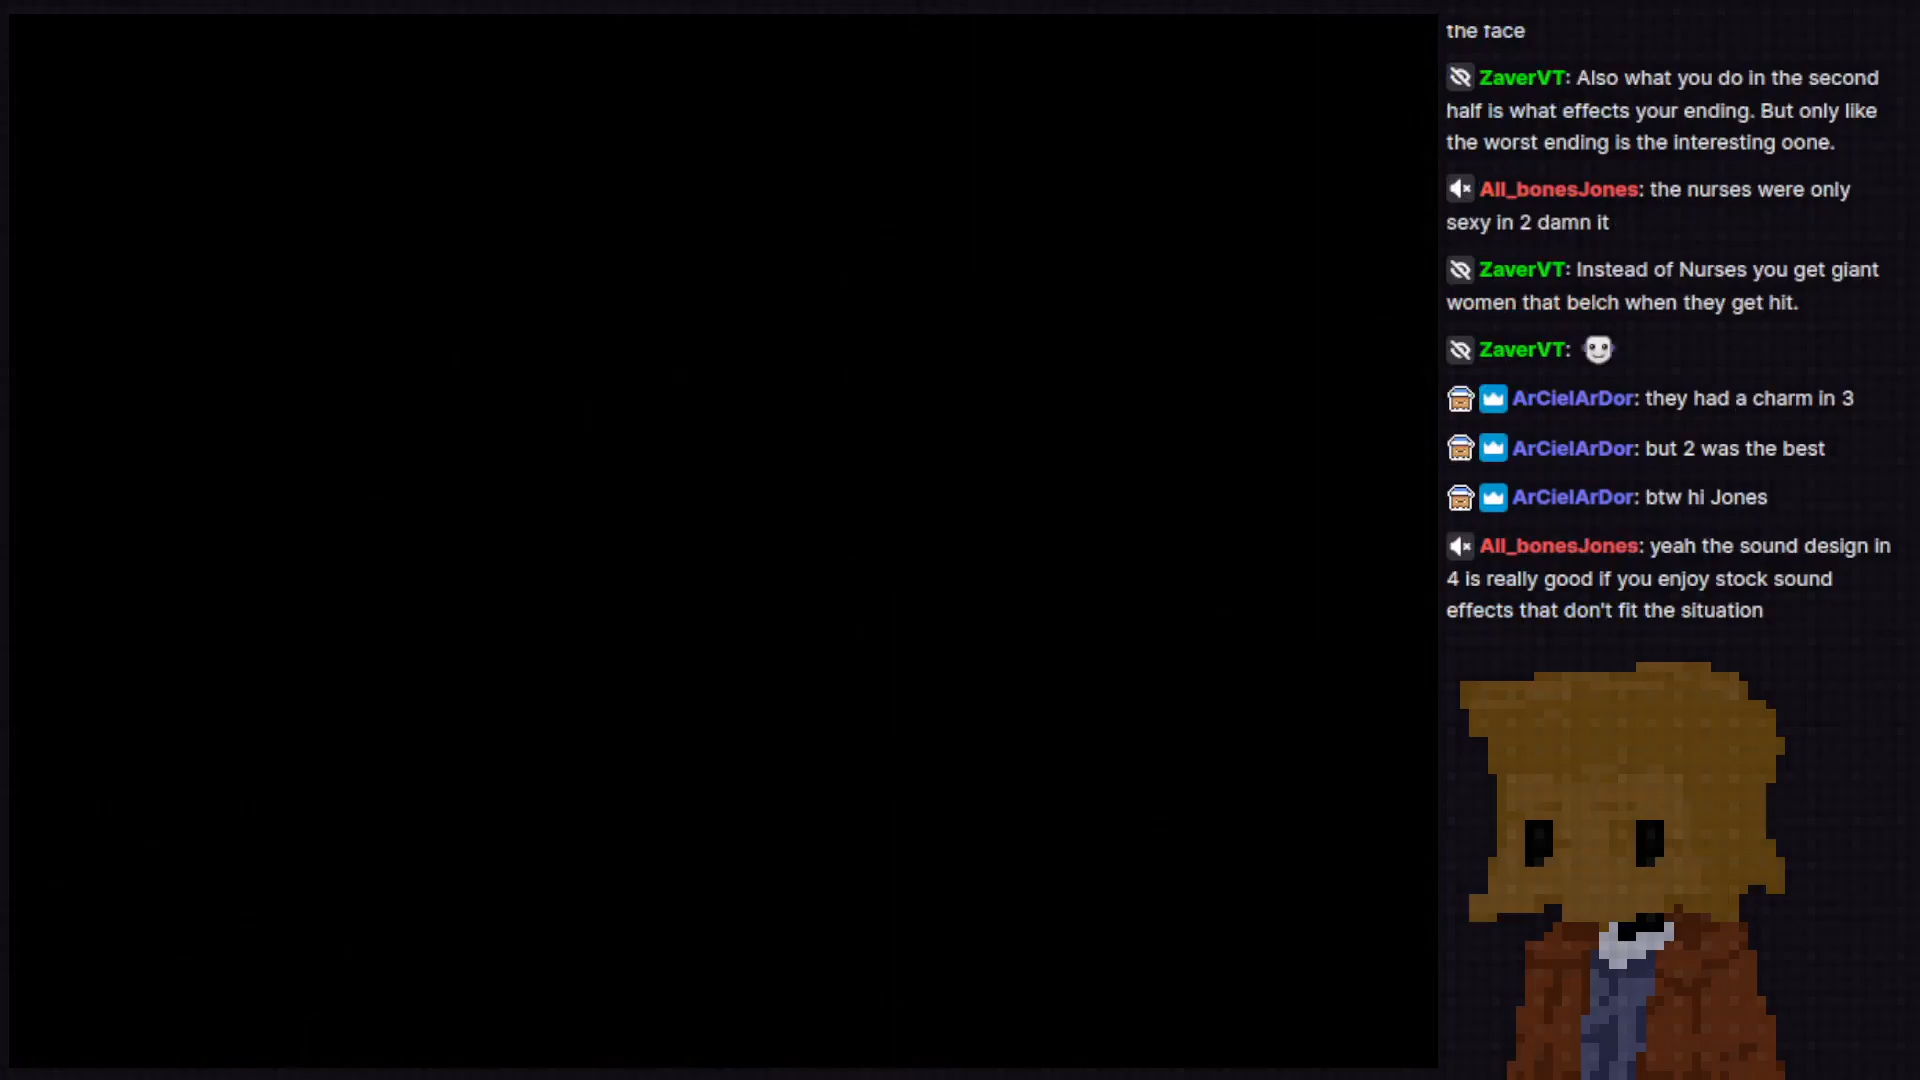 the face
ZaverVT: Also what you do in the second
half is what effects your ending. But only like
the worst ending is the interesting oone.
All_bonesJones: the nurses were only
sexy in 2 damn it
ZaverVT: Instead of Nurses you get giant
women that belch when they get hit.
ZaverVT:
ArCielArDor: they had a charm in 3
ArCielArDor: but 2 was the best
ArCielArDor: btw hi Jones
All_bonesJones: yeah the sound design in
4 is really good if you enjoy stock sound
effects that don't fit the situation